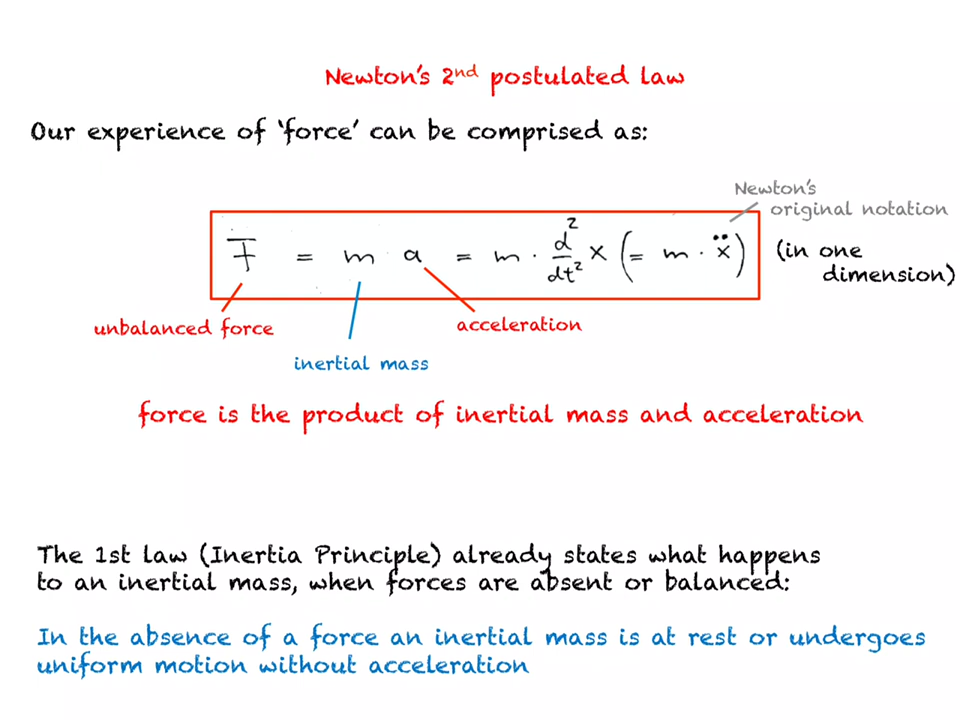 Newton's 2nd postulated law
Our experience of 'force' can be comprised as:
Newton's
original notation
F = m a = m · d²/dt² x (= m · ẍ)
(in one
dimension)
unbalanced force
acceleration
inertial mass
force is the product of inertial mass and acceleration
The 1st law (Inertia Principle) already states what happens
to an inertial mass, when forces are absent or balanced:
In the absence of a force an inertial mass is at rest or undergoes
uniform motion without acceleration